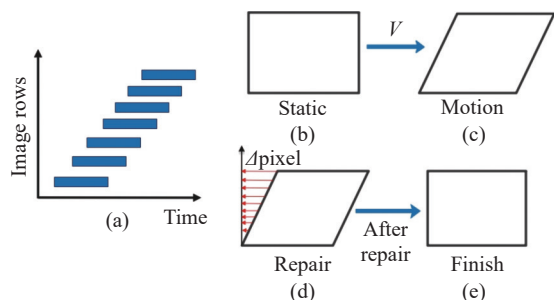 Image rows
Time
(a)
V
Static
Motion
(b)
(c)
Δpixel
After
repair
Repair
Finish
(d)
(e)